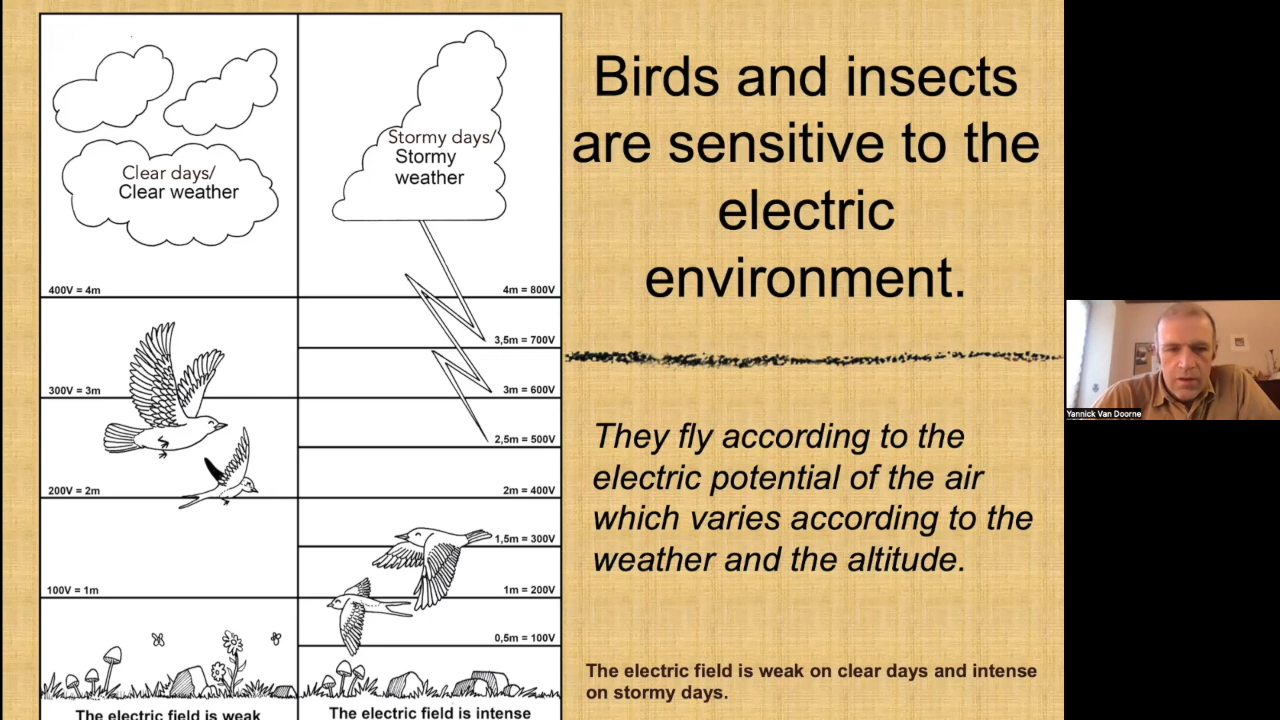 Clear days/
Clear weather
400V = 4m
300V = 3m
200V = 2m
100V = 1m
The electric field is weak
Stormy days/
Stormy
weather
4m = 800V
3,5m = 700V
3m = 600V
2,5m = 500V
2m = 400V
1,5m = 300V
1m = 200V
0,5m = 100V
The electric field is intense
Birds and insects
are sensitive to the
electric
environment.
They fly according to the
electric potential of the air
which varies according to the
weather and the altitude.
The electric field is weak on clear days and intense
on stormy days.
Yannick Van Doorne